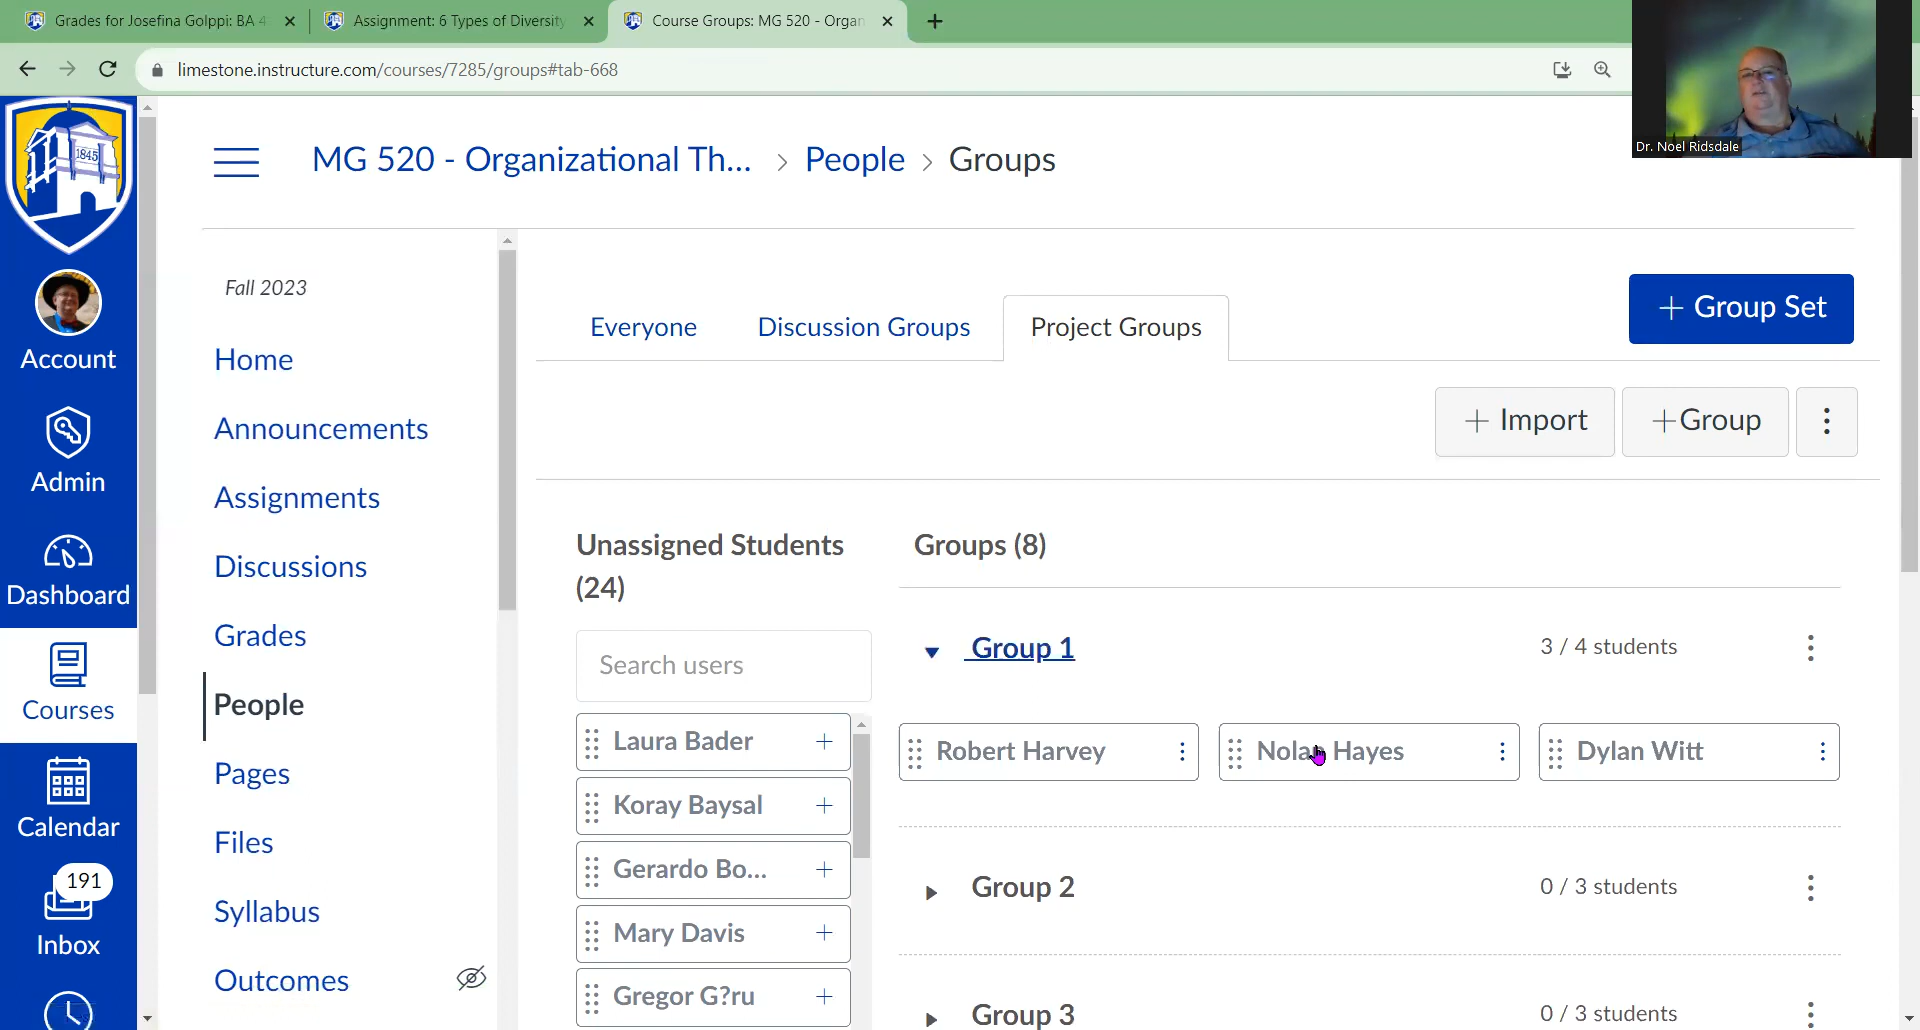 Grades for Josefina Golppi: BA 4
Assignment: 6 Types of Diversity
Course Groups: MG 520 - Organ
limestone.instructure.com/courses/7285/groups#tab-668
Dr. Noel Ridsdale
1845
MG 520 - Organizational Th... > People > Groups
Account
Admin
Dashboard
Courses
Calendar
191
Inbox
Fall 2023
Home
Announcements
Assignments
Discussions
Grades
People
Pages
Files
Syllabus
Outcomes
Everyone
Discussion Groups
Project Groups
+ Group Set
+ Import
+Group
Unassigned Students
(24)
Search users
Laura Bader +
Koray Baysal +
Gerardo Bo... +
Mary Davis +
Gregor G?ru +
Groups (8)
Group 1
3 / 4 students
Robert Harvey
Nolan Hayes
Dylan Witt
Group 2
0 / 3 students
Group 3
0 / 3 students